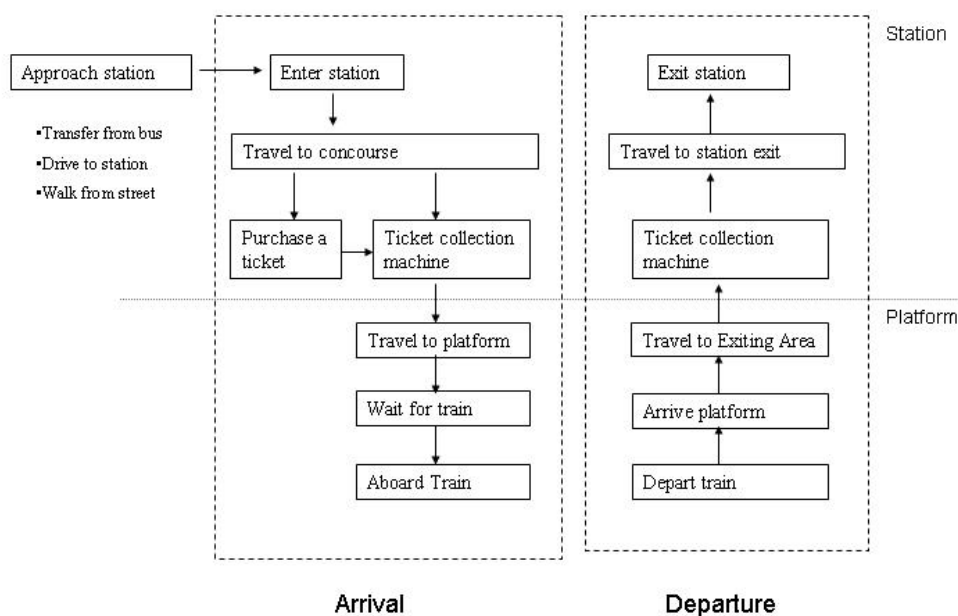 Station
Approach station
Enter station
Exit station
▪Transfer from bus
▪Drive to station
▪Walk from street
Travel to concourse
Travel to station exit
Purchase a
ticket
Ticket collection
machine
Ticket collection
machine
Platform
Travel to platform
Travel to Exiting Area
Wait for train
Arrive platform
Aboard Train
Depart train
Arrival
Departure